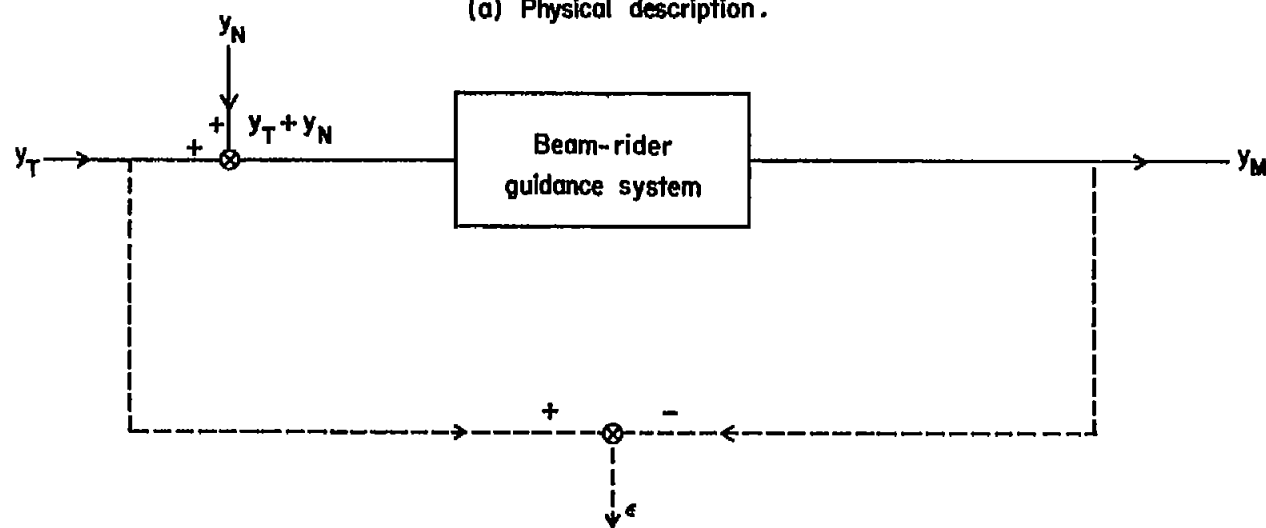 (a) Physical description.
y_N
+ y_T + y_N
y_T + y_M
Beam-rider
guidance system
+ -
ϵ